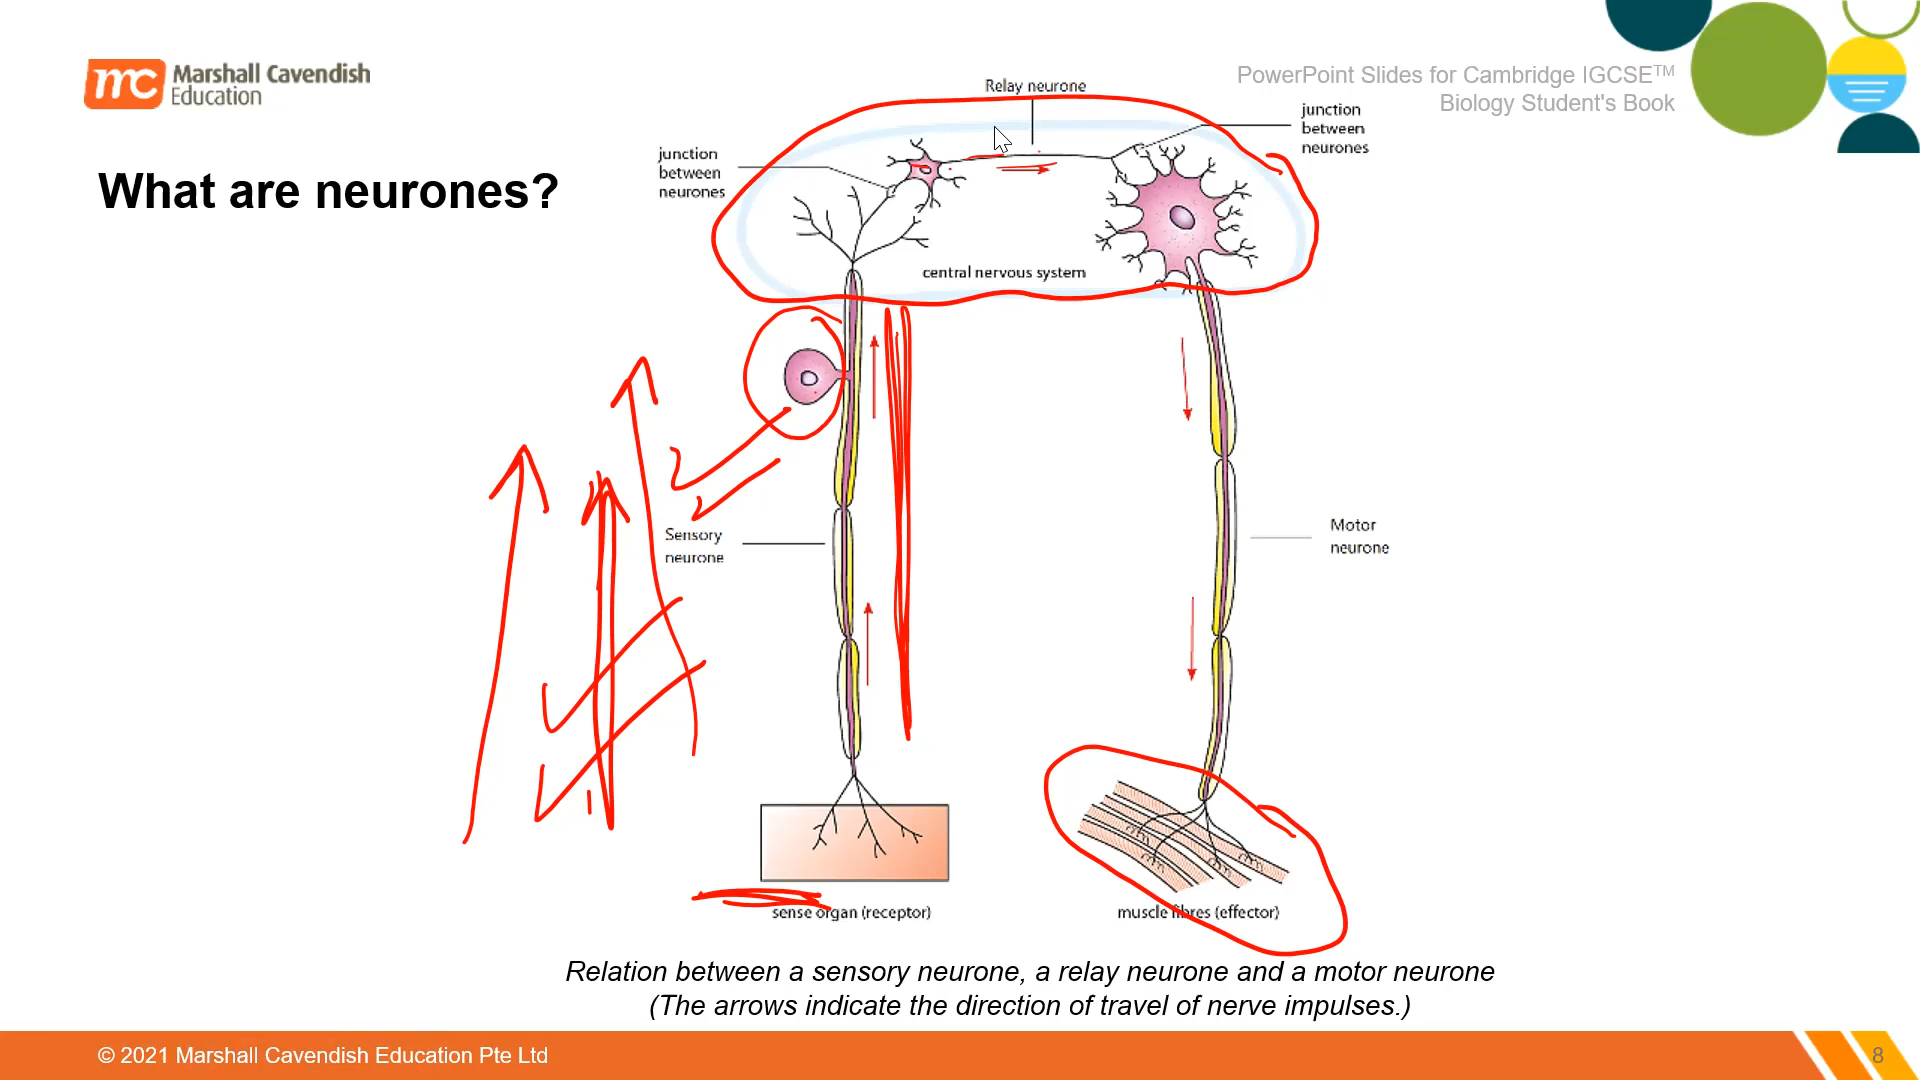 mc Marshall Cavendish
Education
PowerPoint Slides for Cambridge IGCSE™
Biology Student's Book
What are neurones?
Relay neurone
junction
between
neurones
junction
between
neurones
central nervous system
Sensory
neurone
Motor
neurone
sense organ (receptor)
muscle fibres (effector)
Relation between a sensory neurone, a relay neurone and a motor neurone
(The arrows indicate the direction of travel of nerve impulses.)
© 2021 Marshall Cavendish Education Pte Ltd
8